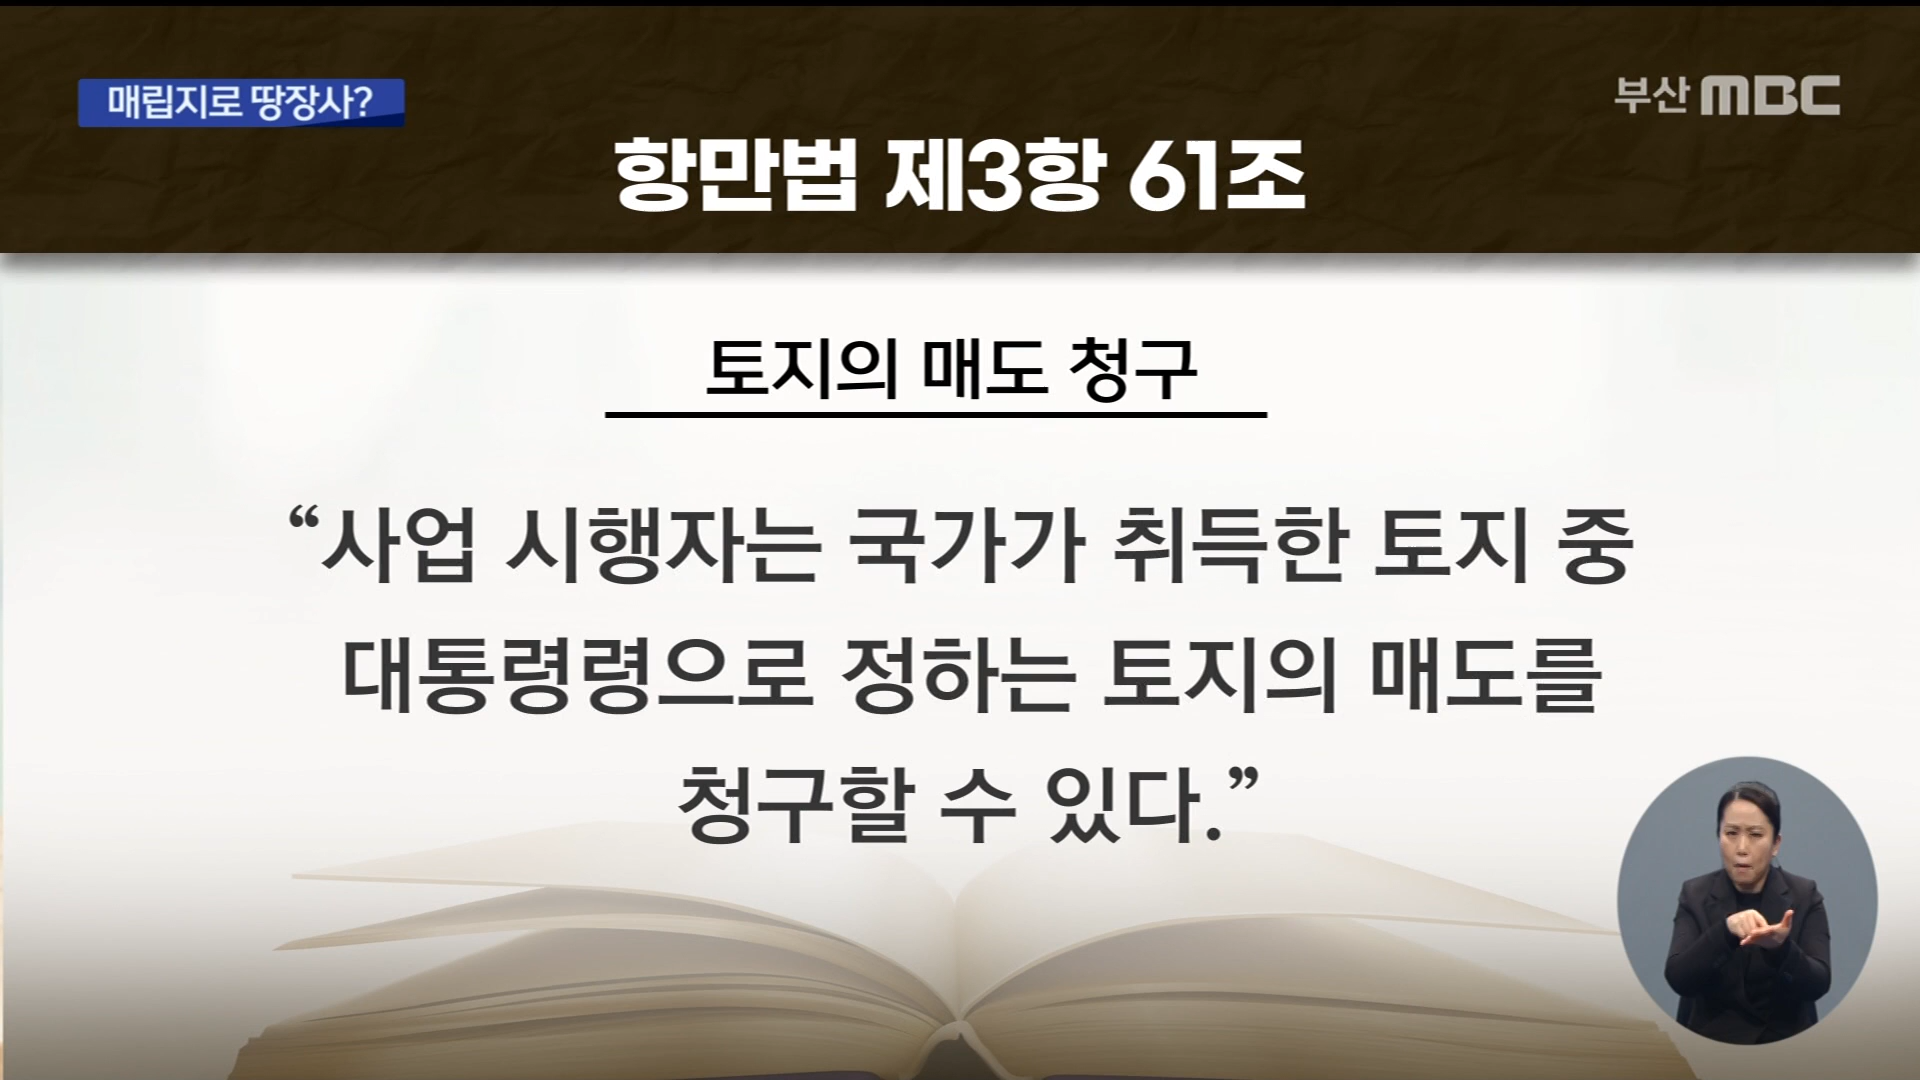 매립지로 땅장사?
부산 MBC
항만법 제3항 61조
토지의 매도 청구
“사업 시행자는 국가가 취득한 토지 중
대통령령으로 정하는 토지의 매도를
청구할 수 있다.”